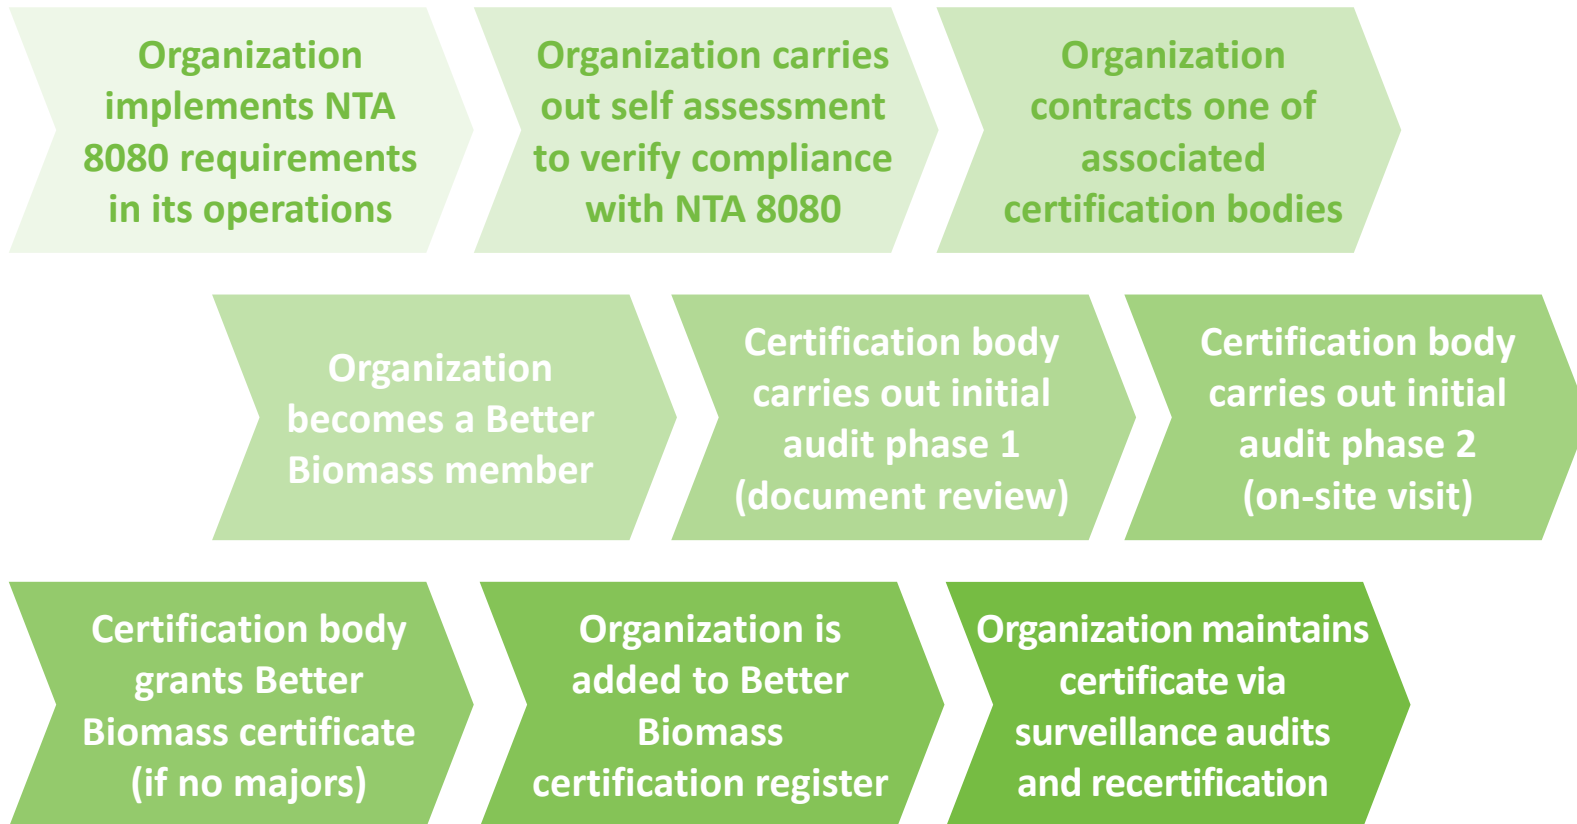 Organization
implements NTA
8080 requirements
in its operations
Organization carries
out self assessment
to verify compliance
with NTA 8080
Organization
contracts one of
associated
certification bodies
Organization
becomes a Better
Biomass member
Certification body
carries out initial
audit phase 1
(document review)
Certification body
carries out initial
audit phase 2
(on-site visit)
Certification body
grants Better
Biomass certificate
(if no majors)
Organization is
added to Better
Biomass
certification register
Organization maintains
certificate via
surveillance audits
and recertification